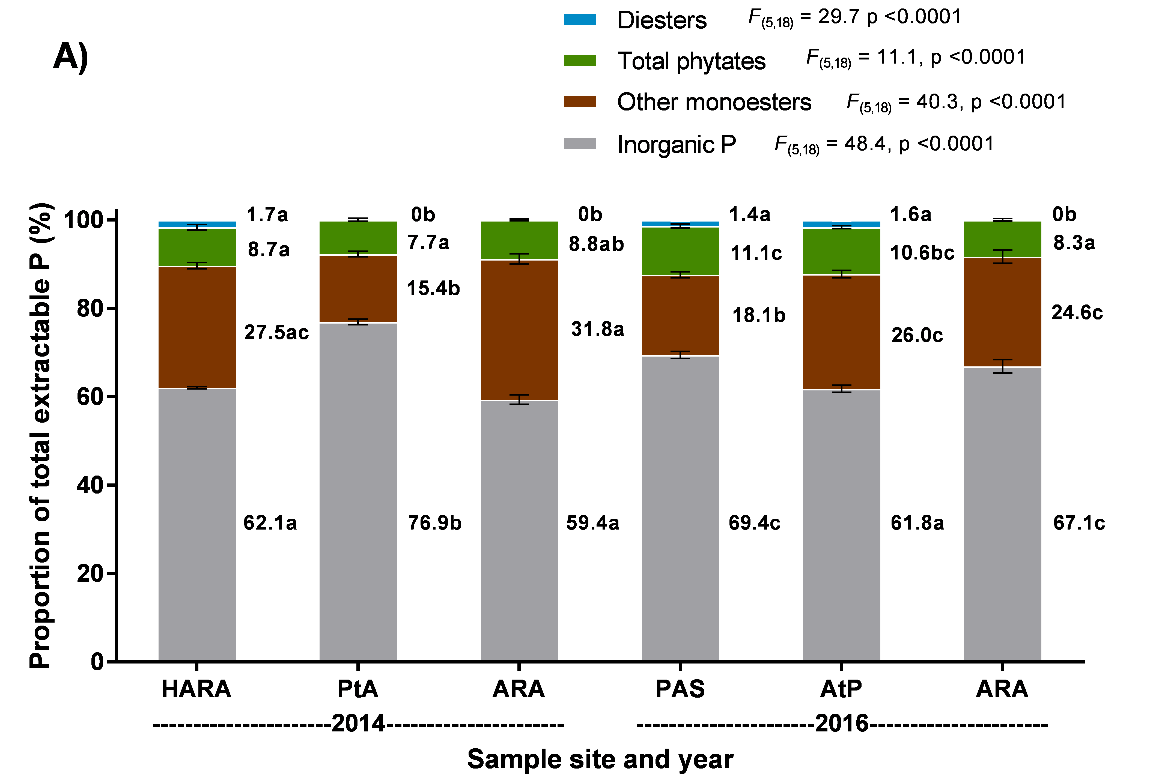 A)
Diesters F(5,18) = 29.7 p <0.0001
Total phytates F(5,18) = 11.1, p <0.0001
Other monoesters F(5,18) = 40.3, p <0.0001
Inorganic P F(5,18) = 48.4, p <0.0001
Proportion of total extractable P (%)
100
80
60
40
20
0
1.7a
8.7a
27.5ac
62.1a
0b
7.7a
15.4b
76.9b
0b
8.8ab
31.8a
59.4a
1.4a
11.1c
18.1b
69.4c
1.6a
10.6bc
26.0c
61.8a
0b
8.3a
24.6c
67.1c
HARA PtA ARA PAS AtP ARA
2014 2016
Sample site and year